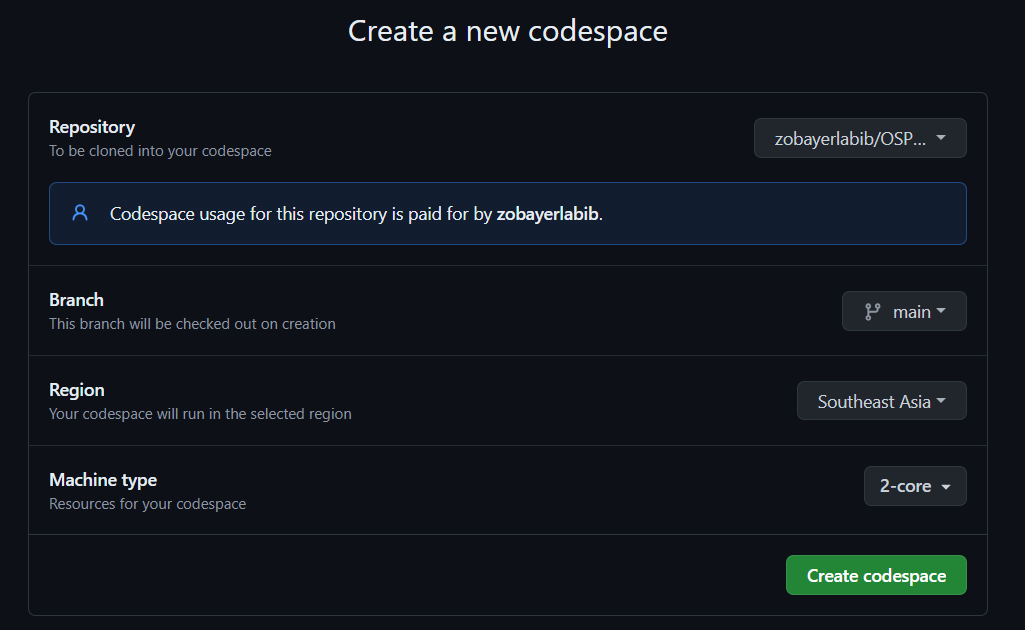 Create a new codespace
Repository
To be cloned into your codespace
zobayerlabib/OSP...
Codespace usage for this repository is paid for by zobayerlabib.
Branch
This branch will be checked out on creation
main
Region
Your codespace will run in the selected region
Southeast Asia
Machine type
Resources for your codespace
2-core
Create codespace